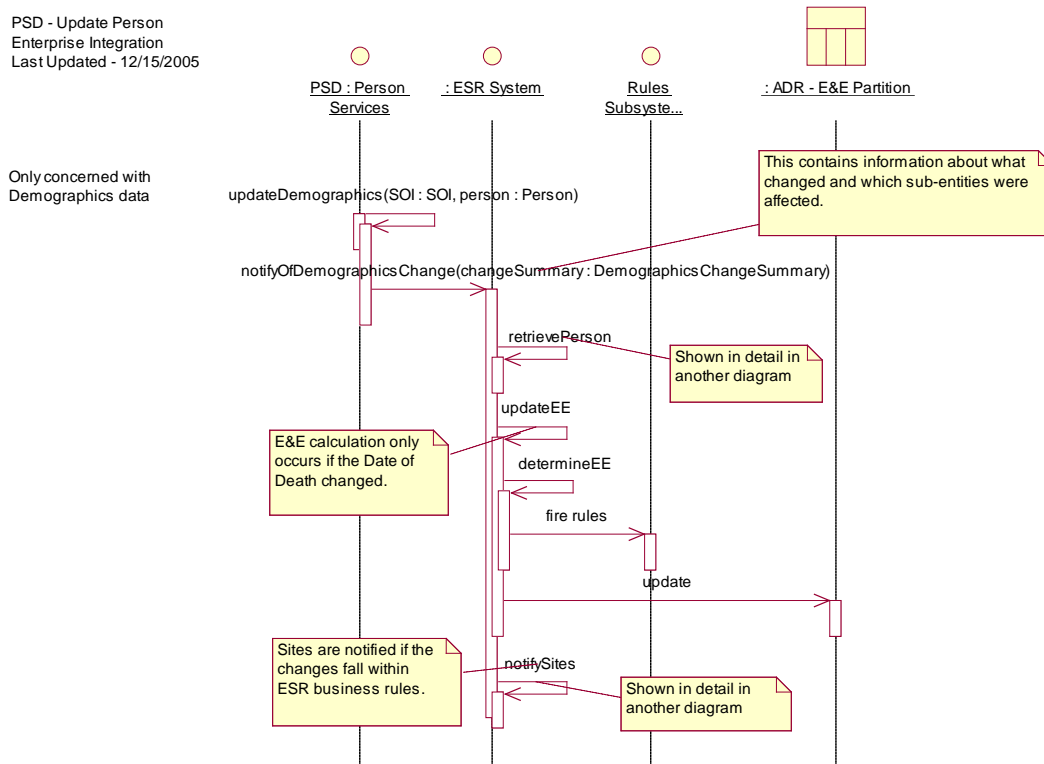 PSD - Update Person
Enterprise Integration
Last Updated - 12/15/2005
PSD : Person
Services
: ESR System
Rules
Subsyste...
: ADR - E&E Partition
Only concerned with
Demographics data
This contains information about what
changed and which sub-entities were
affected.
updateDemographics(SOI : SOI, person : Person)
notifyOfDemographicsChange(changeSummary : DemographicsChangeSummary)
retrievePerson
Shown in detail in
another diagram
updateEE
E&E calculation only
occurs if the Date of
Death changed.
determineEE
fire rules
update
Sites are notified if the
changes fall within
ESR business rules.
notifySites
Shown in detail in
another diagram